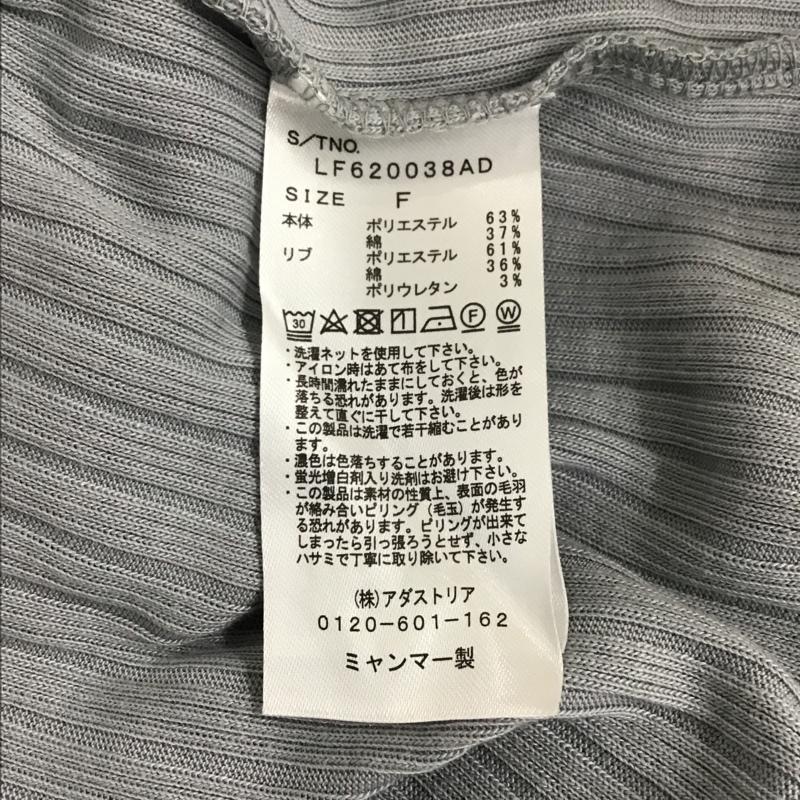 S/TNO.
LF620038AD
SIZE F
本体 ポリエステル 63%
綿 37%
リブ ポリエステル 61%
綿 36%
ポリウレタン 3%
30 F W
・洗濯ネットを使用して下さい。
・アイロン時はあて布をして下さい。
・長時間濡れたままにしておくと、色が
落ちる恐れがあります。洗濯後は形を
整えて直ぐに干して下さい。
・この製品は洗濯で若干縮むことがあり
ます。
・濃色は色落ちすることがあります。
・蛍光増白剤入り洗剤はお避け下さい。
・この製品は素材の性質上、表面の毛羽
が絡み合いピリング（毛玉）が発生す
る恐れがあります。ピリングが出来て
しまったら引っ張ろうとせず、小さな
ハサミで丁寧に取り除いて下さい。
(株)アダストリア
0120-601-162
ミャンマー製